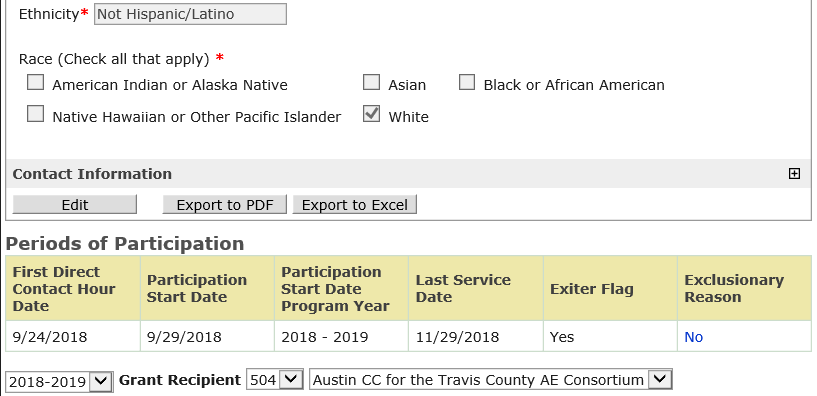 Ethnicity* Not Hispanic/Latino
Race (Check all that apply) *
American Indian or Alaska Native Asian Black or African American
Native Hawaiian or Other Pacific Islander White
Contact Information
Edit Export to PDF Export to Excel
Periods of Participation
First Direct Contact Hour Date Participation Start Date Participation Start Date Program Year Last Service Date Exiter Flag Exclusionary Reason
9/24/2018 9/29/2018 2018 - 2019 11/29/2018 Yes No
2018-2019 Grant Recipient 504 Austin CC for the Travis County AE Consortium